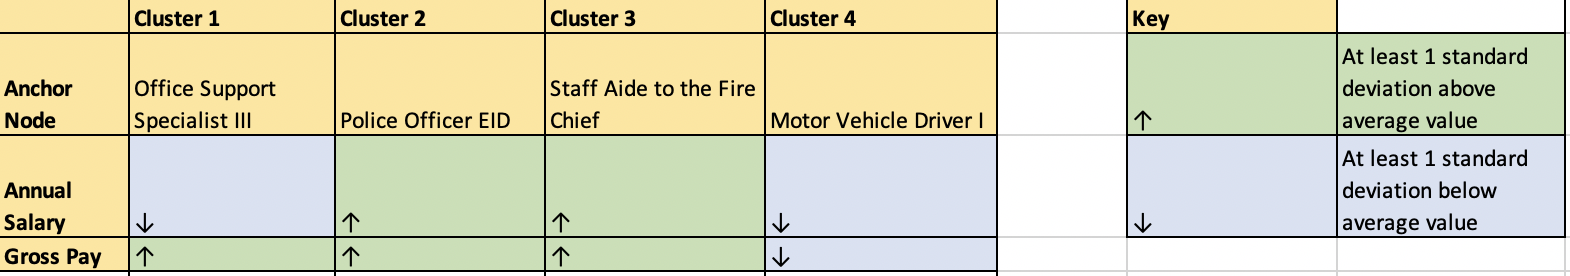 Cluster 1 Cluster 2 Cluster 3 Cluster 4 Key
Anchor Node Office Support Specialist III Police Officer EID Staff Aide to the Fire Chief Motor Vehicle Driver I ↑ At least 1 standard deviation above average value
Annual Salary ↓ ↑ ↑ ↓ ↓ At least 1 standard deviation below average value
Gross Pay ↑ ↑ ↑ ↓